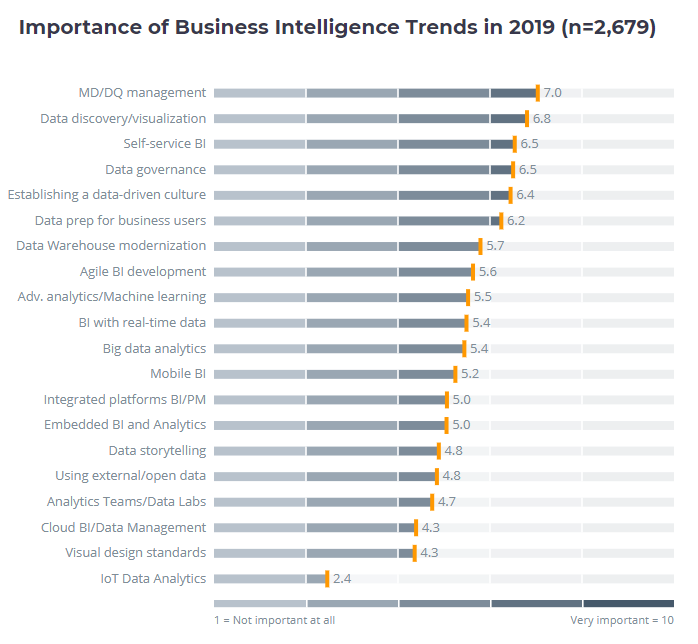 Importance of Business Intelligence Trends in 2019 (n=2,679)
MD/DQ management 7.0
Data discovery/visualization 6.8
Self-service BI 6.5
Data governance 6.5
Establishing a data-driven culture 6.4
Data prep for business users 6.2
Data Warehouse modernization 5.7
Agile BI development 5.6
Adv. analytics/Machine learning 5.5
BI with real-time data 5.4
Big data analytics 5.4
Mobile BI 5.2
Integrated platforms BI/PM 5.0
Embedded BI and Analytics 5.0
Data storytelling 4.8
Using external/open data 4.8
Analytics Teams/Data Labs 4.7
Cloud BI/Data Management 4.3
Visual design standards 4.3
IoT Data Analytics 2.4
1 = Not important at all Very important = 10